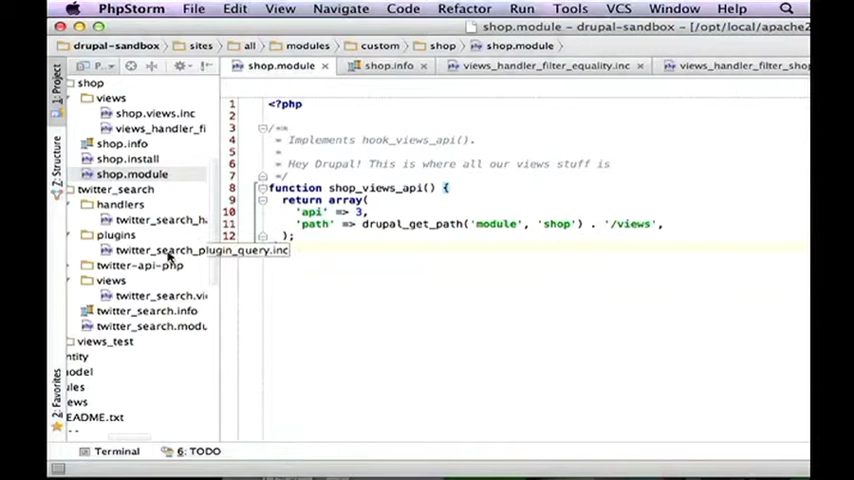 PhpStorm File Edit View Navigate Code Refactor Run Tools VCS Window Help
shop.module - drupal-sandbox - [/opt/local/apache2
drupal-sandbox sites all modules custom shop shop.module
1: Project
P...
shop.module shop.info views_handler_filter_equality.inc views_handler_filter_shop
shop
views
shop.views.inc
views_handler_fi
shop.info
shop.install
shop.module
twitter_search
handlers
twitter_search_h
plugins
twitter_search_plugin_query.inc
twitter-api-php
views
twitter_search.vi
twitter_search.info
twitter_search.modu
views_test
ntity
odel
ules
ews
EADME.txt
Z: Structure
2: Favorites
1 <?php
2
3 /**
4 * Implements hook_views_api().
5 *
6 * Hey Drupal! This is where all our views stuff is
7 */
8 function shop_views_api() {
9 return array(
10 'api' => 3,
11 'path' => drupal_get_path('module', 'shop') . '/views',
12 );
Terminal 6: TODO